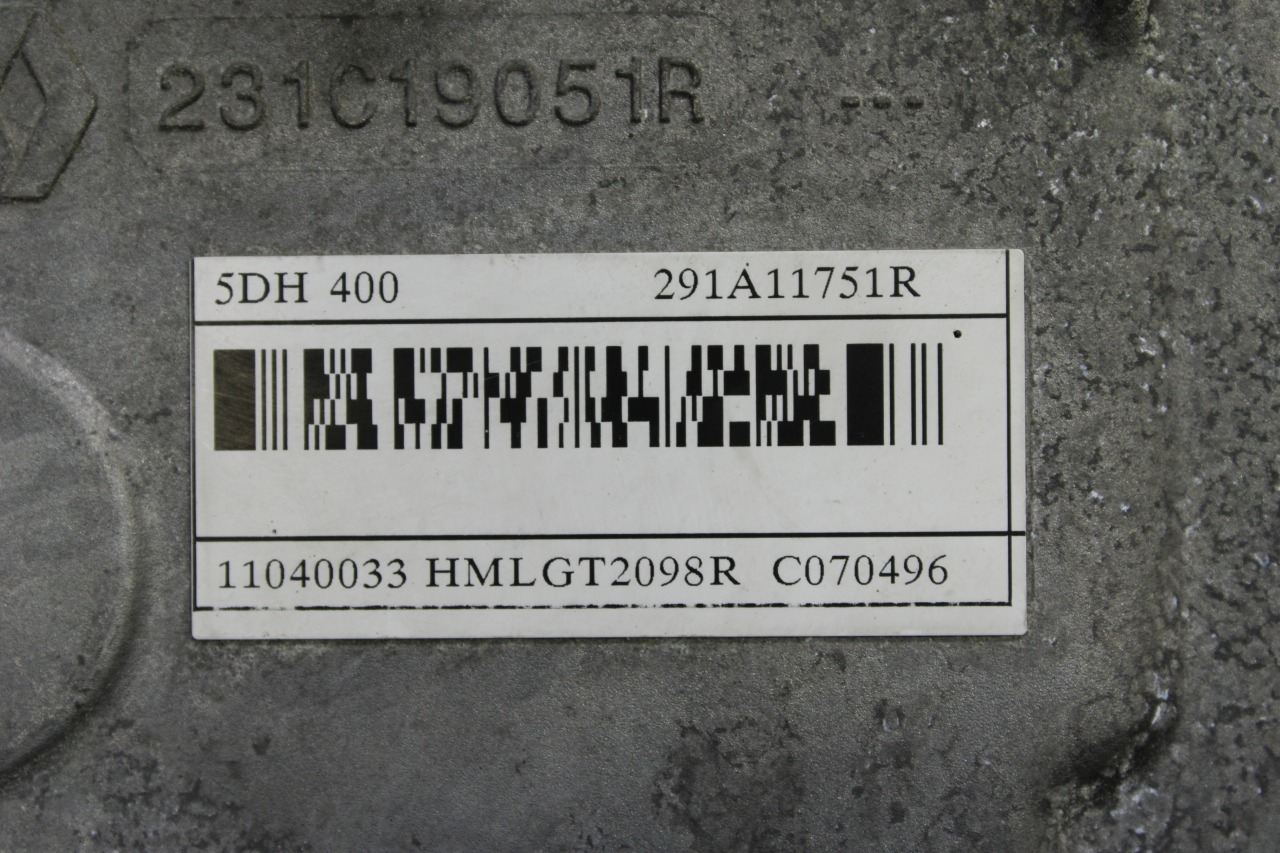 231C19051R ---
5DH 400 291A11751R
11040033 HMLGT2098R C070496